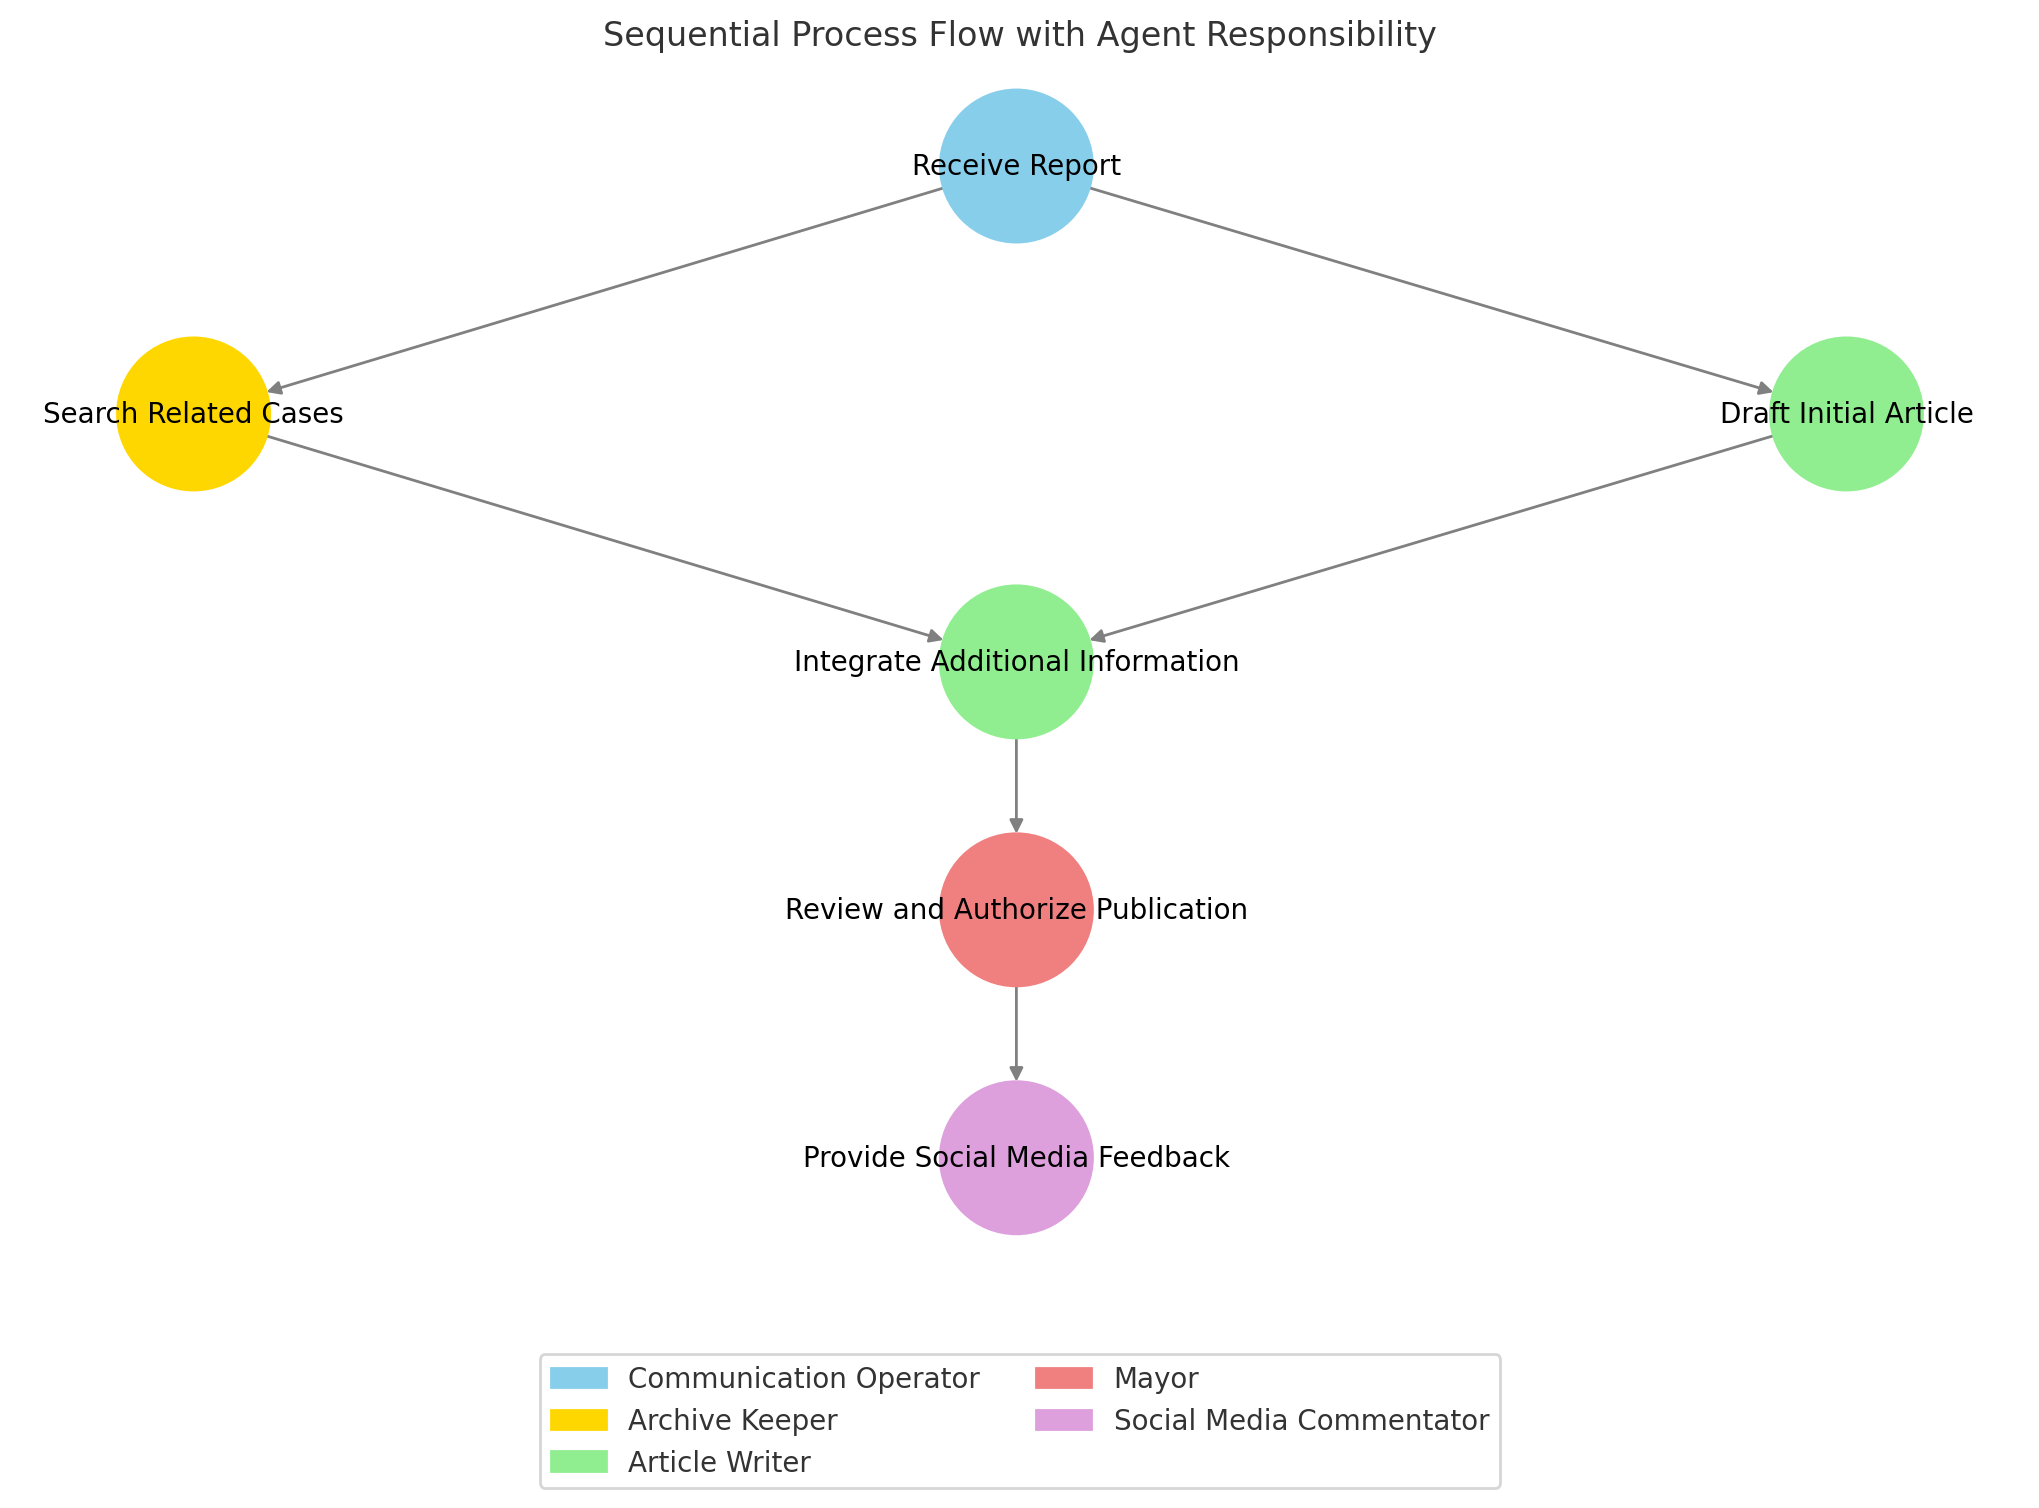 Sequential Process Flow with Agent Responsibility
Receive Report
Search Related Cases
Draft Initial Article
Integrate Additional Information
Review and Authorize Publication
Provide Social Media Feedback
Communication Operator
Archive Keeper
Article Writer
Mayor
Social Media Commentator